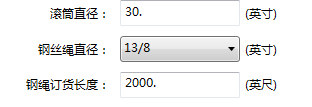 滚筒直径： 30. (英寸)
钢丝绳直径： 13/8 (英寸)
钢绳订货长度： 2000. (英尺)